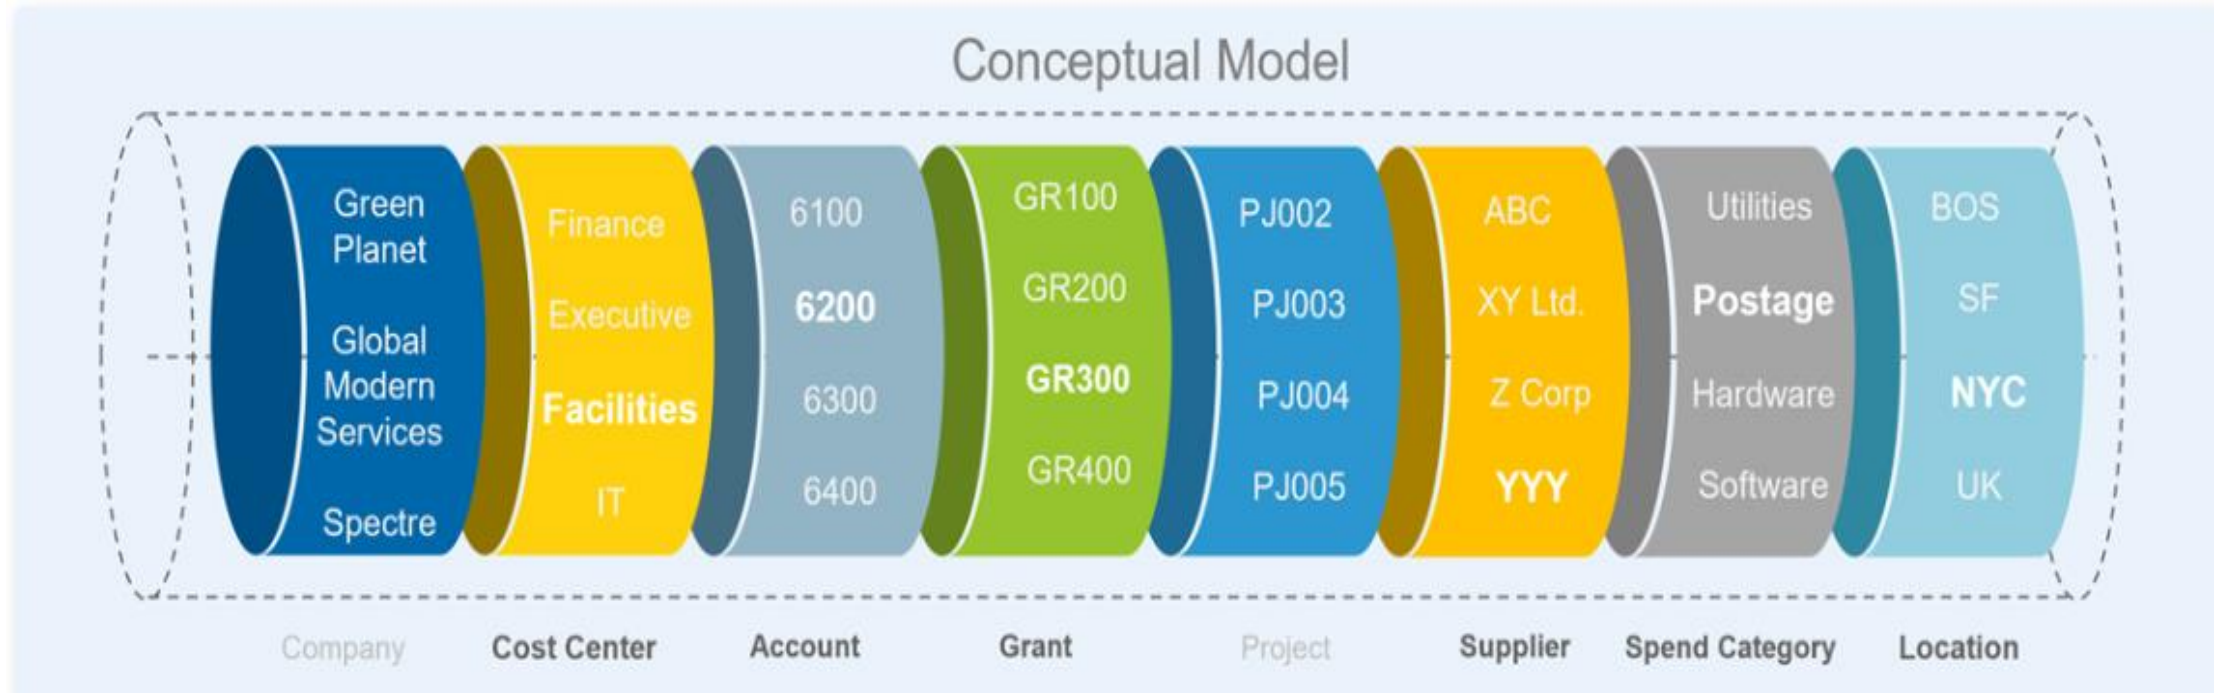 Conceptual Model
Green
Planet
Global
Modern
Services
Spectre
Finance
Executive
Facilities
IT
6100
6200
6300
6400
GR100
GR200
GR300
GR400
PJ002
PJ003
PJ004
PJ005
ABC
XY Ltd.
Z Corp
YYY
Utilities
Postage
Hardware
Software
BOS
SF
NYC
UK
Company Cost Center Account Grant Project Supplier Spend Category Location